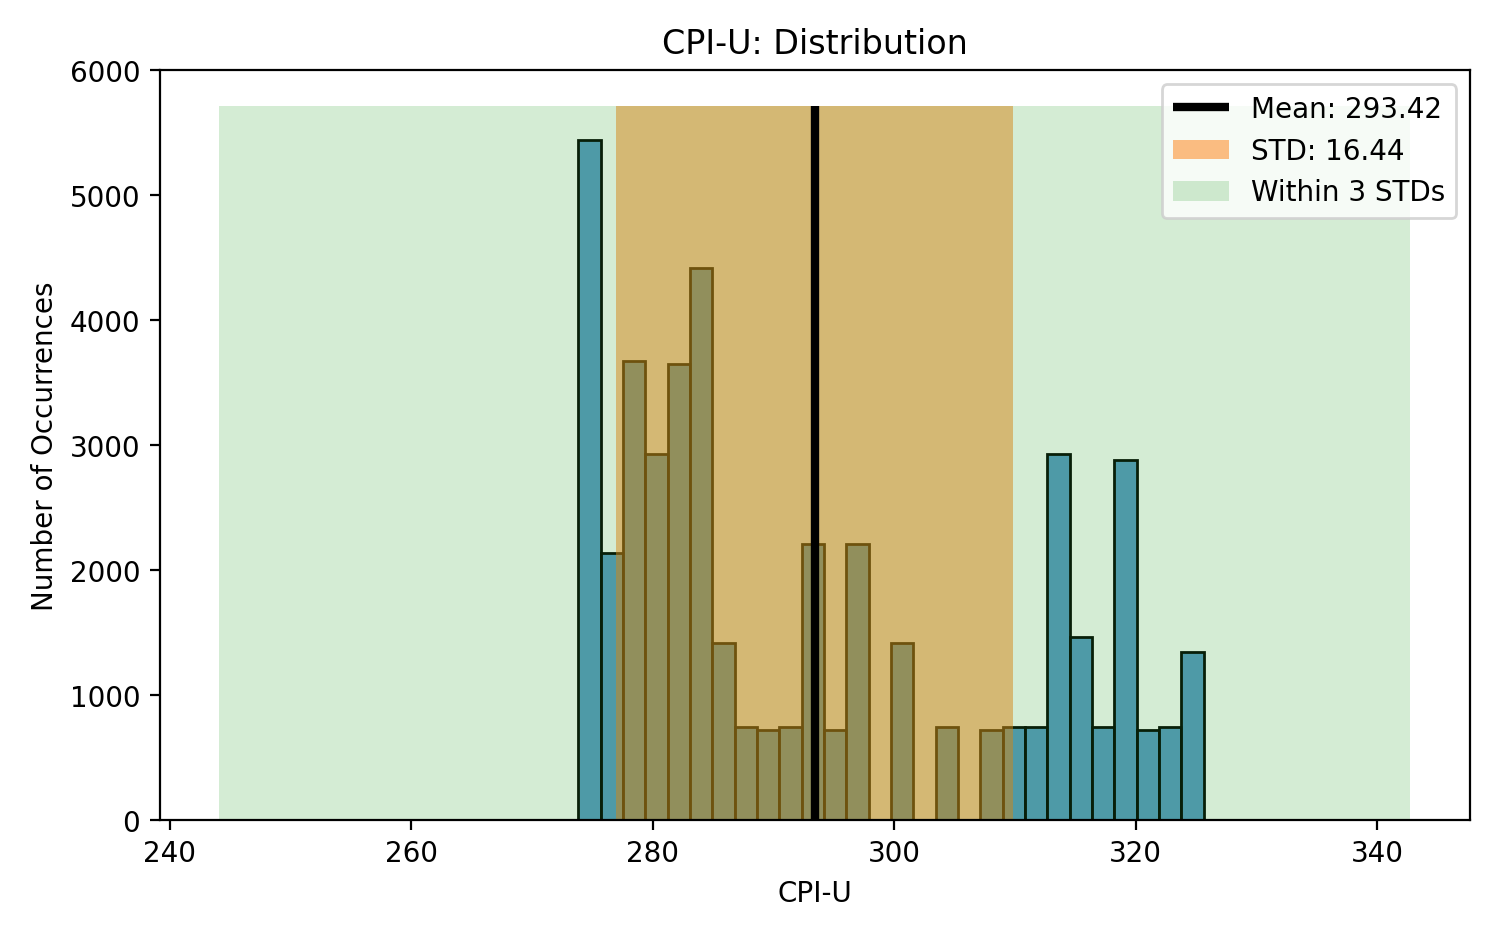 CPI-U: Distribution
6000
5000
4000
3000
2000
1000
0
Number of Occurrences
Mean: 293.42
STD: 16.44
Within 3 STDs
240 260 280 300 320 340
CPI-U